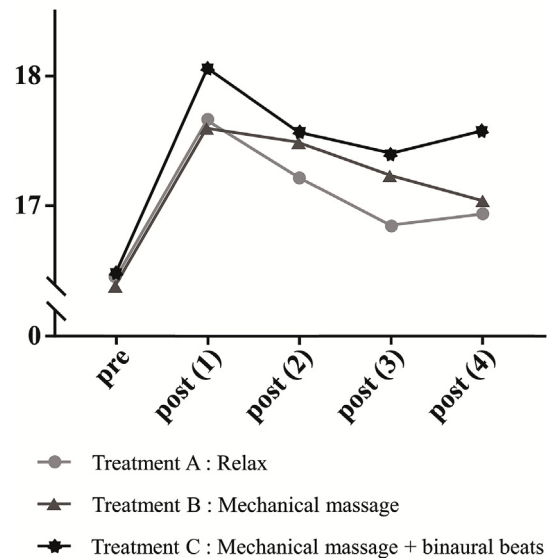 18
17
0
pre
post (1)
post (2)
post (3)
post (4)
Treatment A : Relax
Treatment B : Mechanical massage
Treatment C : Mechanical massage + binaural beats